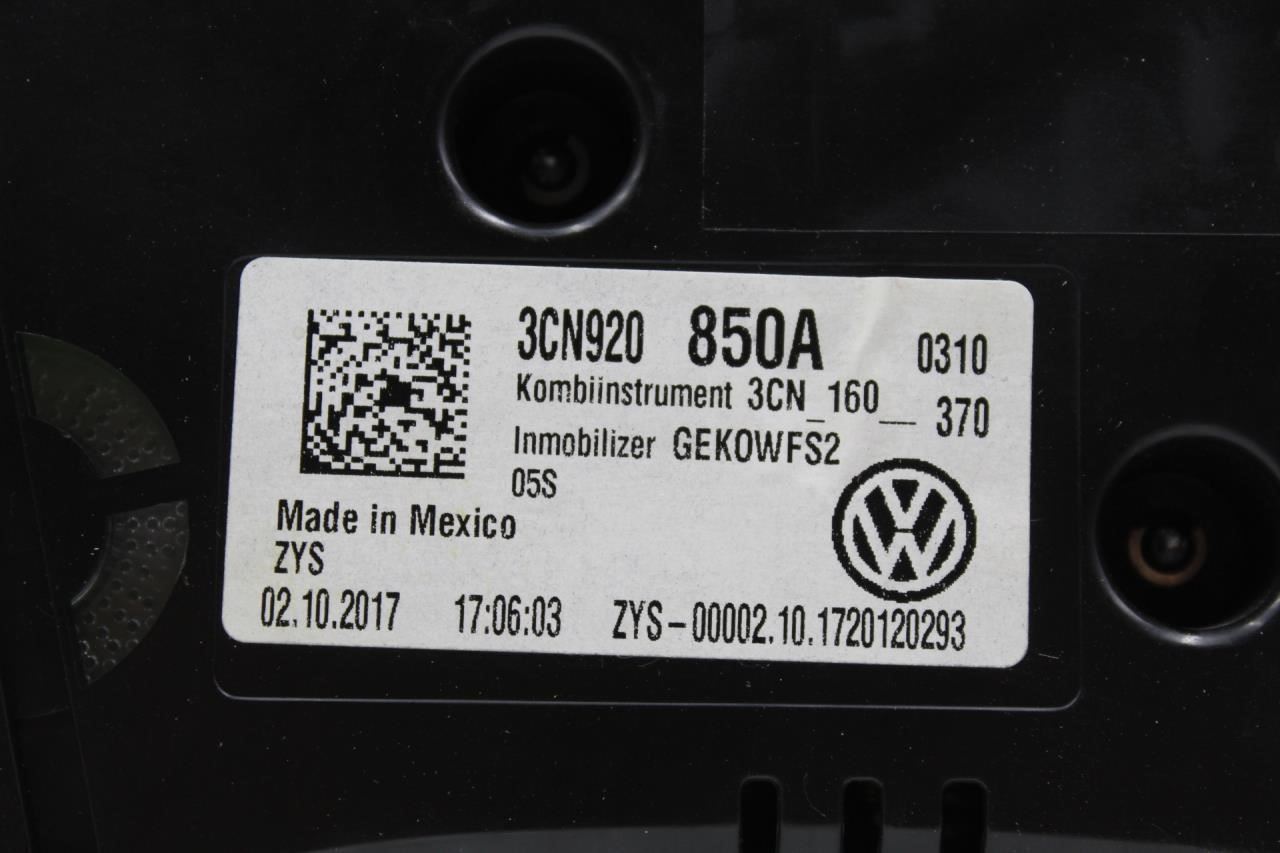 3CN920 850A 0310
Kombiinstrument 3CN_160__ 370
Inmobilizer GEKOWFS2
05S
Made in Mexico
ZYS
02.10.2017 17:06:03 ZYS-00002.10.1720120293